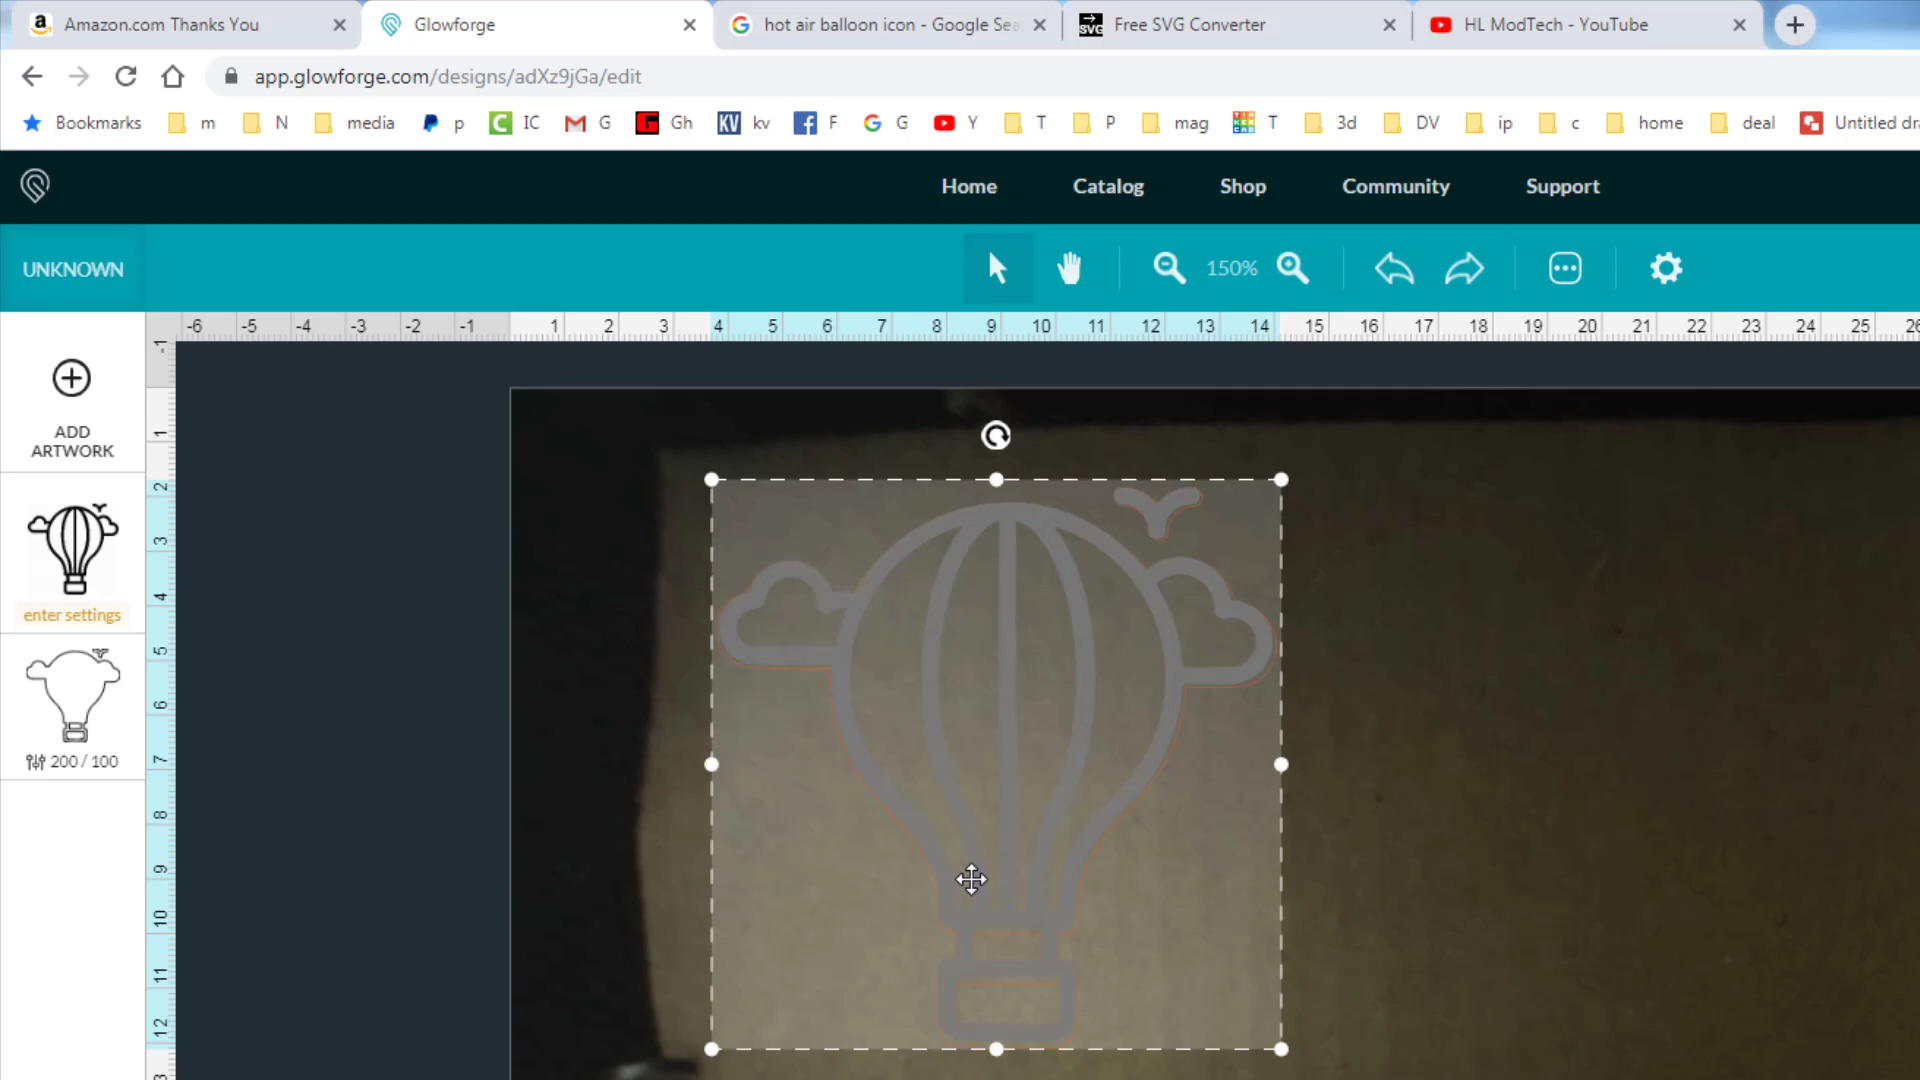 Amazon.com Thanks You
Glowforge
hot air balloon icon - Google Sea
Free SVG Converter
HL ModTech - YouTube
app.glowforge.com/designs/adXz9jGa/edit
Bookmarks m N media p IC G Gh kv F G Y T P mag T 3d DV ip c home deal Untitled dra
Home Catalog Shop Community Support
UNKNOWN 150%
-6 -5 -4 -3 -2 -1 1 2 3 4 5 6 7 8 9 10 11 12 13 14 15 16 17 18 19 20 21 22 23 24 25 26
-1
1
2
3
4
5
6
7
8
9
10
11
12
ADD
ARTWORK
enter settings
200 / 100